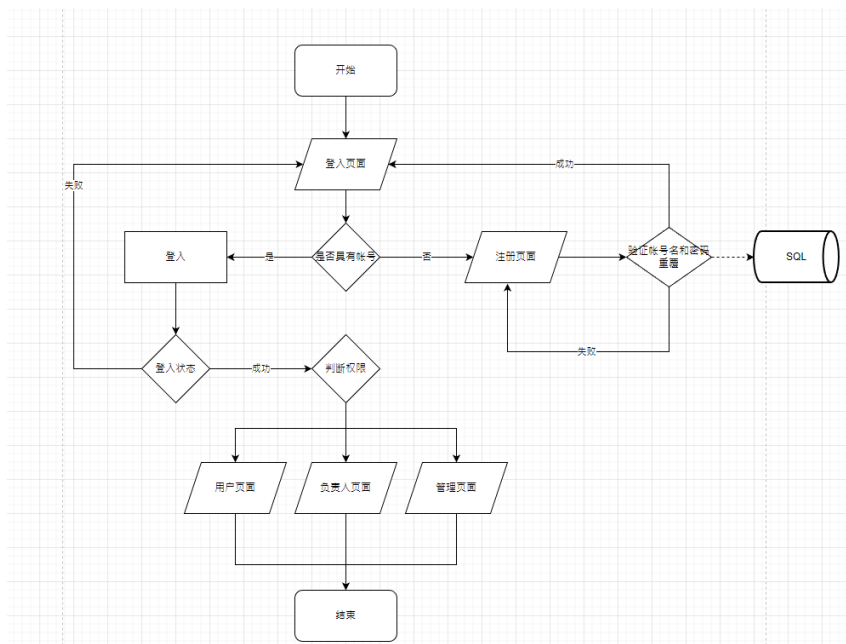 开始
登入页面
成功
失败
登入
是
是否具有帐号
否
注册页面
验证帐号名和密码
重覆
SQL
失败
登入状态
成功
判断权限
用户页面
负责人页面
管理页面
结束